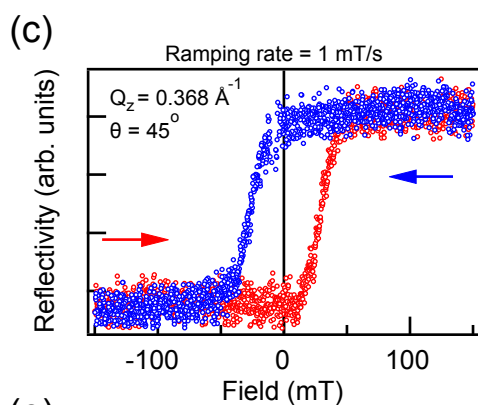 (c)
Ramping rate = 1 mT/s
Q_z = 0.368 Å^-1
θ = 45°
Reflectivity (arb. units)
-100 0 100
Field (mT)